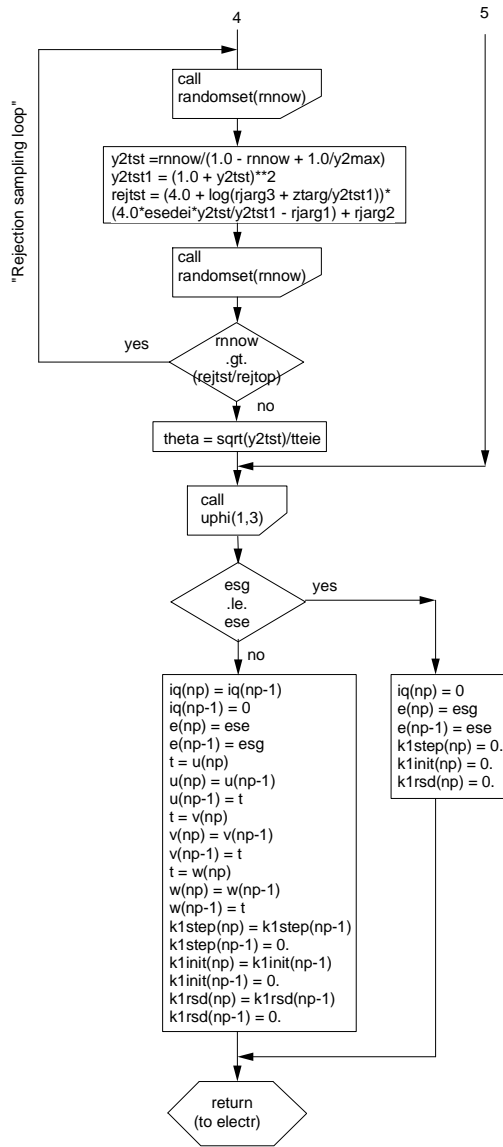 4
5
call
randomset(rnnow)
"Rejection sampling loop"
y2tst =rnnow/(1.0 - rnnow + 1.0/y2max)
y2tst1 = (1.0 + y2tst)**2
rejtst = (4.0 + log(rjarg3 + ztarg/y2tst1))*
(4.0*esedei*y2tst/y2tst1 - rjarg1) + rjarg2
call
randomset(rnnow)
yes
rnnow
.gt.
(rejtst/rejtop)
no
theta = sqrt(y2tst)/tteie
call
uphi(1,3)
esg
.le.
ese
yes
no
iq(np) = iq(np-1)
iq(np-1) = 0
e(np) = ese
e(np-1) = esg
t = u(np)
u(np) = u(np-1)
u(np-1) = t
t = v(np)
v(np) = v(np-1)
v(np-1) = t
t = w(np)
w(np) = w(np-1)
w(np-1) = t
k1step(np) = k1step(np-1)
k1step(np-1) = 0.
k1init(np) = k1init(np-1)
k1init(np-1) = 0.
k1rsd(np) = k1rsd(np-1)
k1rsd(np-1) = 0.
iq(np) = 0
e(np) = esg
e(np-1) = ese
k1step(np) = 0.
k1init(np) = 0.
k1rsd(np) = 0.
return
(to electr)